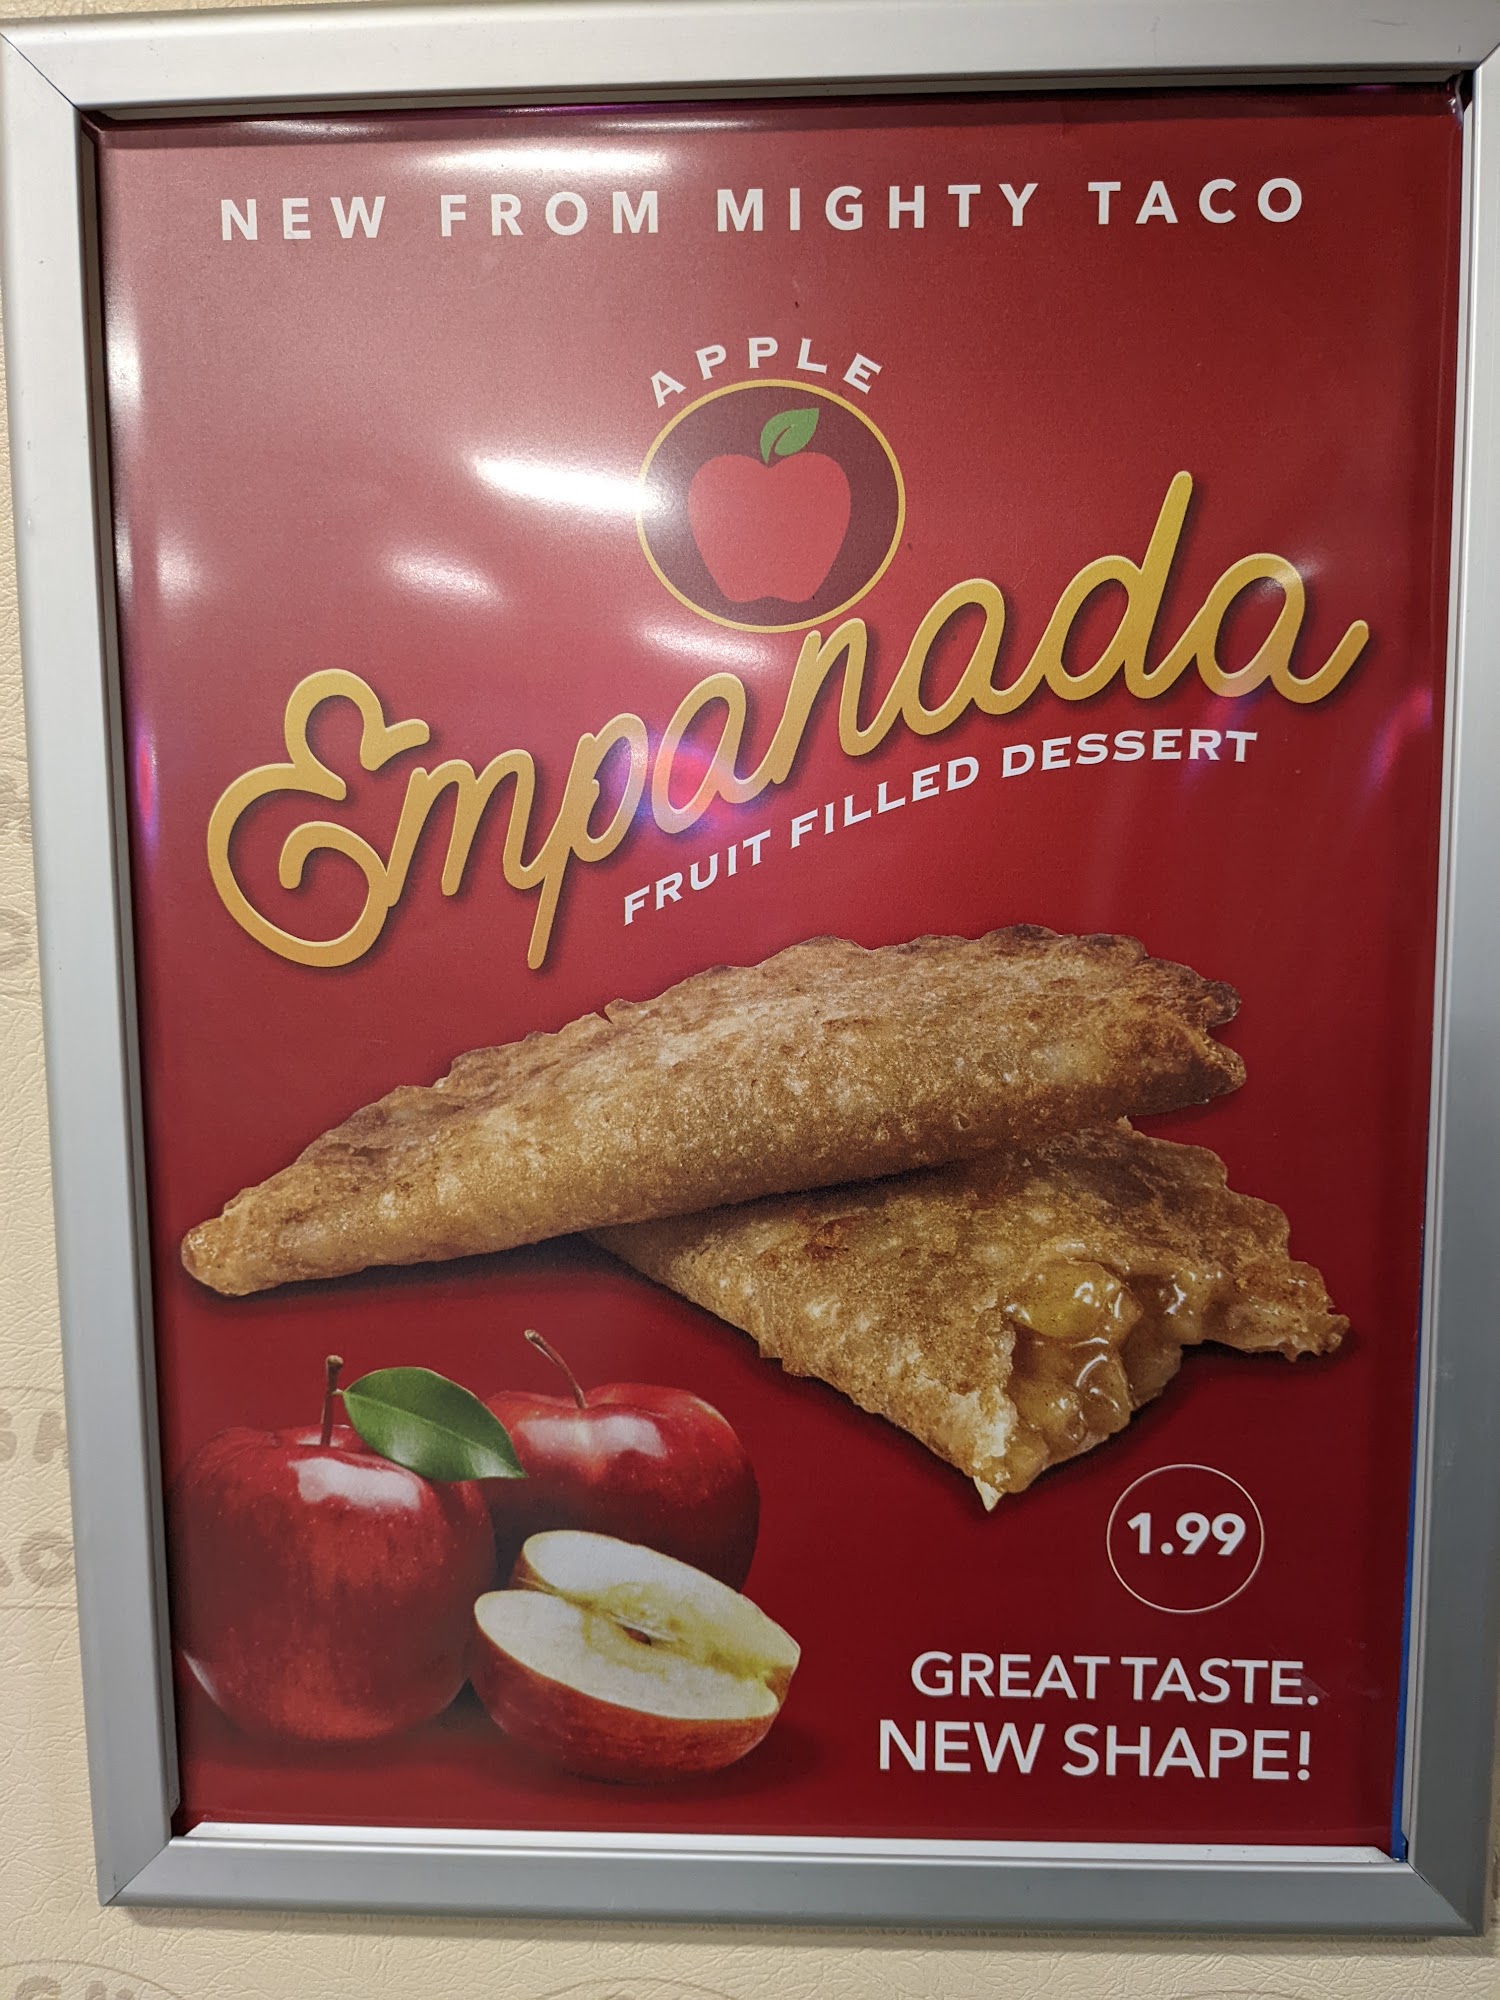 NEW FROM MIGHTY TACO
APPLE
Empanada
FRUIT FILLED DESSERT
1.99
GREAT TASTE.
NEW SHAPE!